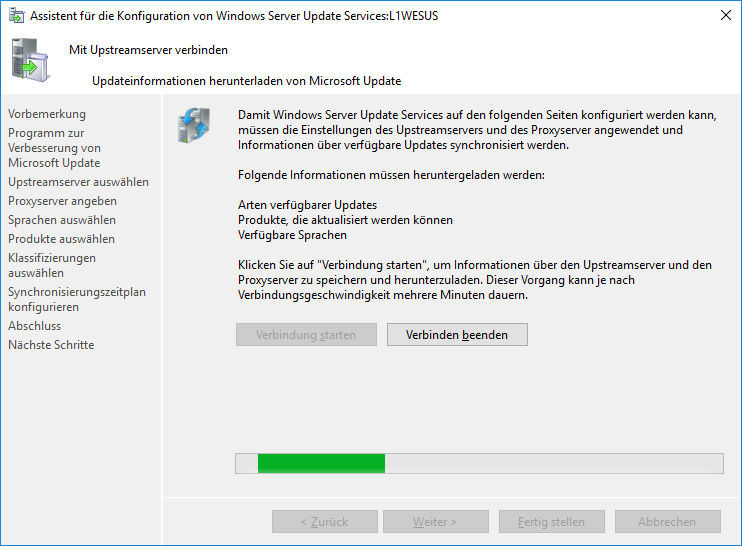 Assistent für die Konfiguration von Windows Server Update Services:L1WESUS
Mit Upstreamserver verbinden
Updateinformationen herunterladen von Microsoft Update
Vorbemerkung
Programm zur
Verbesserung von
Microsoft Update
Upstreamserver auswählen
Proxyserver angeben
Sprachen auswählen
Produkte auswählen
Klassifizierungen
auswählen
Synchronisierungszeitplan
konfigurieren
Abschluss
Nächste Schritte
Damit Windows Server Update Services auf den folgenden Seiten konfiguriert werden kann,
müssen die Einstellungen des Upstreamservers und des Proxyserver angewendet und
Informationen über verfügbare Updates synchronisiert werden.
Folgende Informationen müssen heruntergeladen werden:
Arten verfügbarer Updates
Produkte, die aktualisiert werden können
Verfügbare Sprachen
Klicken Sie auf "Verbindung starten", um Informationen über den Upstreamserver und den
Proxyserver zu speichern und herunterzuladen. Dieser Vorgang kann je nach
Verbindungsgeschwindigkeit mehrere Minuten dauern.
Verbindung starten
Verbinden beenden
< Zurück
Weiter >
Fertig stellen
Abbrechen